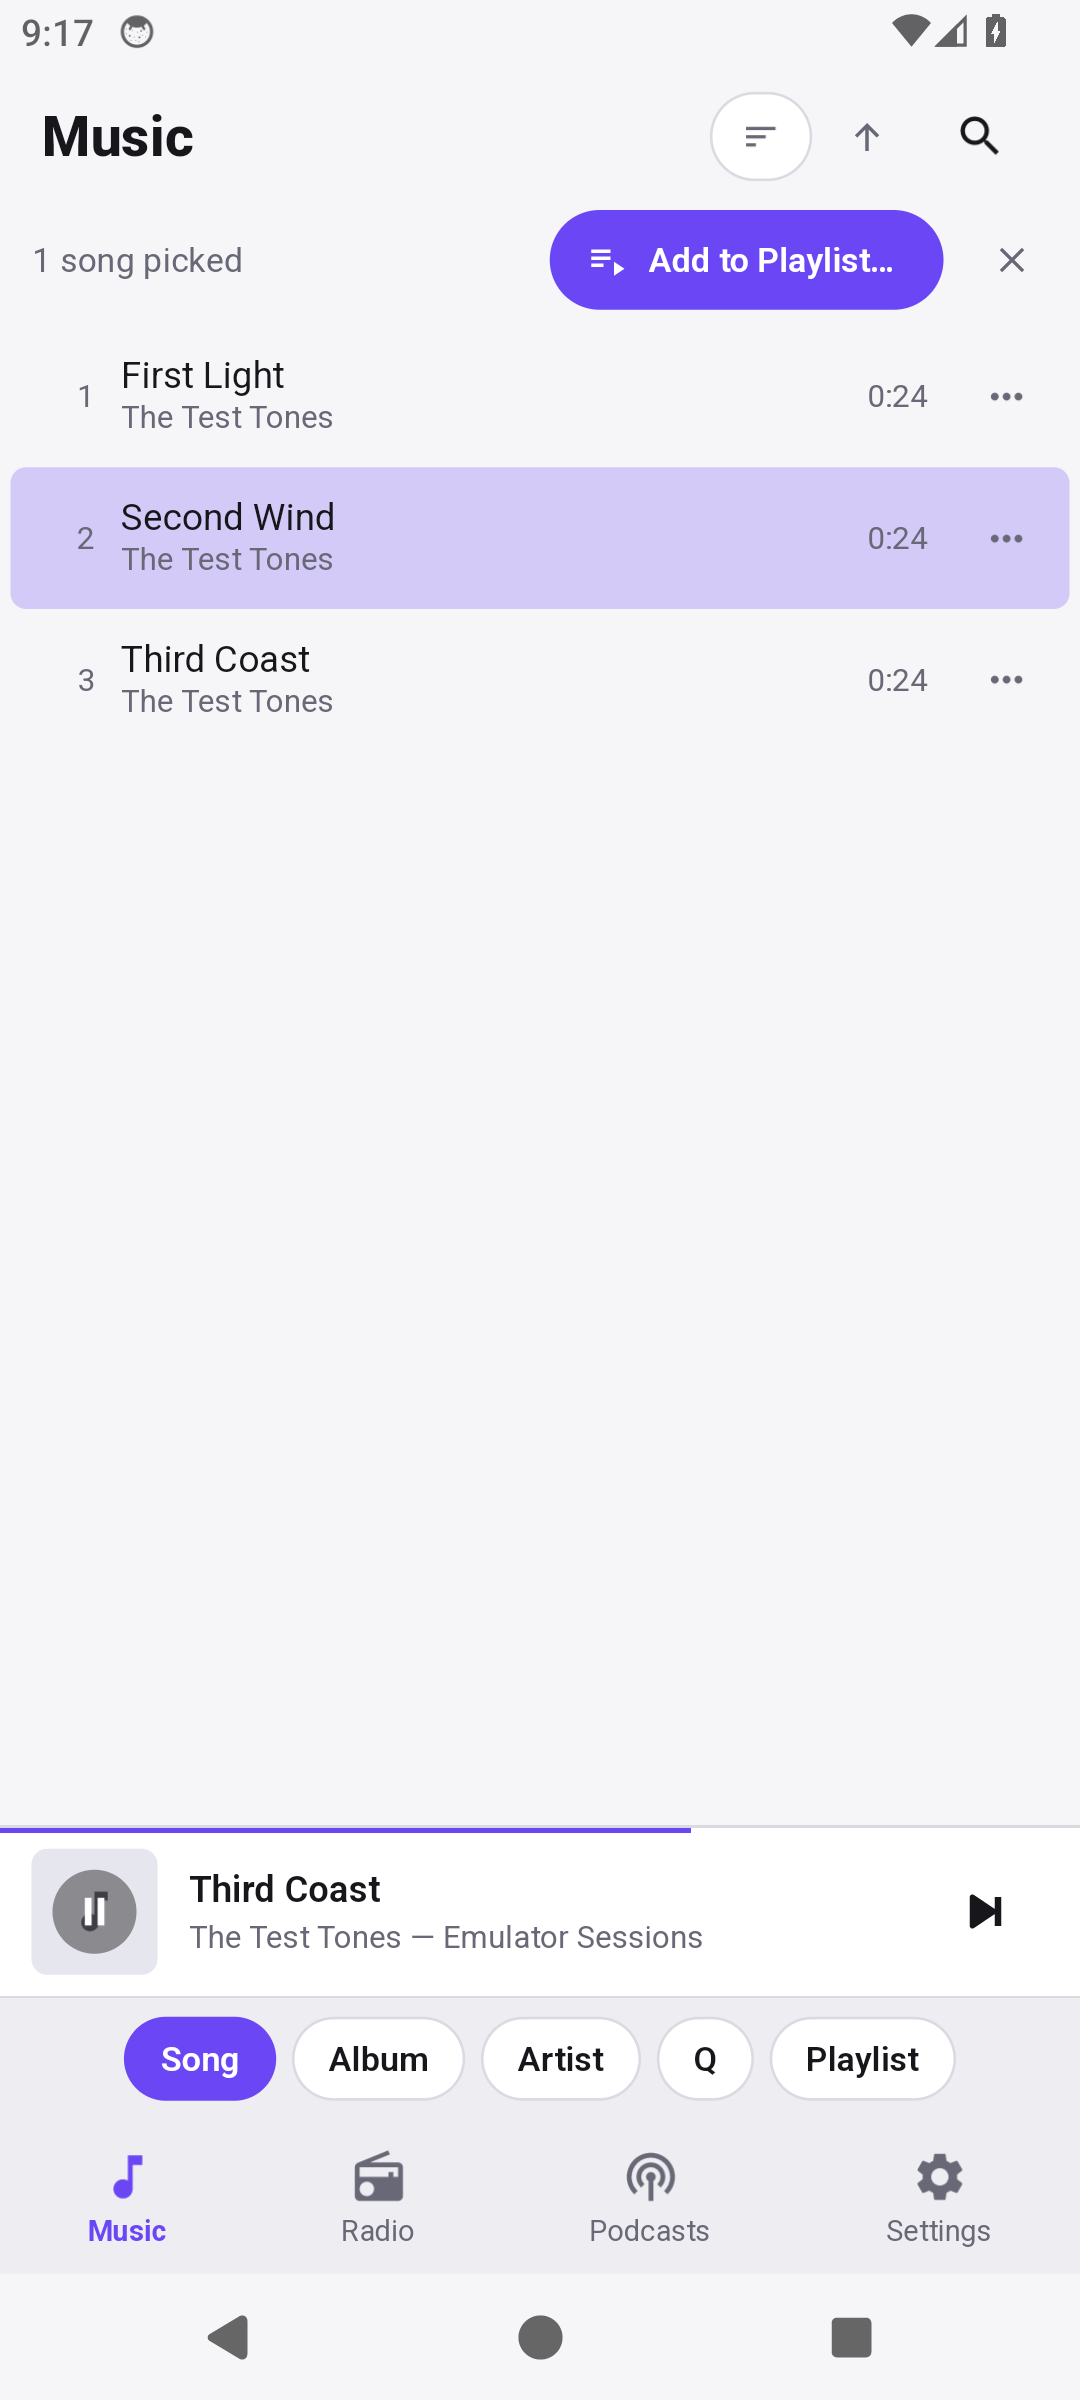 9:17
Music
1 song picked
Add to Playlist...
1
First Light
The Test Tones
0:24
2
Second Wind
The Test Tones
0:24
3
Third Coast
The Test Tones
0:24
Third Coast
The Test Tones — Emulator Sessions
Song
Album
Artist
Q
Playlist
Music
Radio
Podcasts
Settings